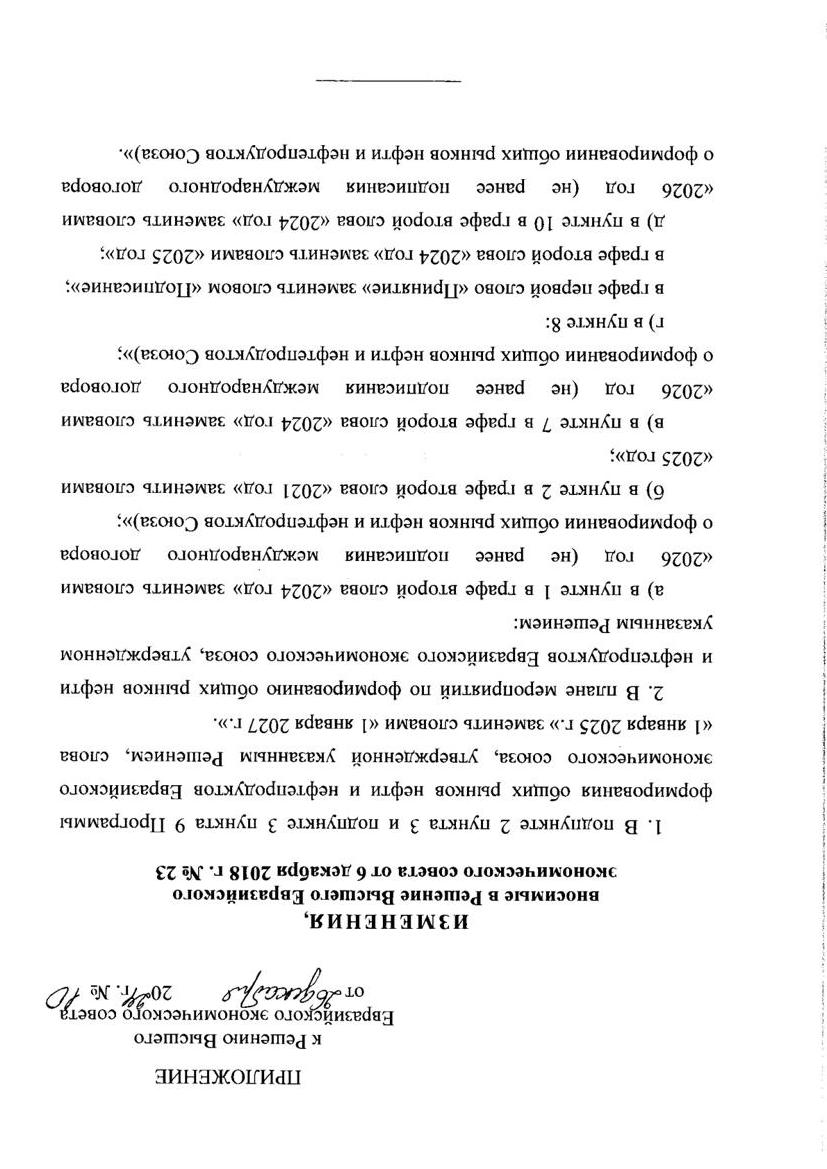 ПРИЛОЖЕНИЕ
к Решению Высшего
Евразийского экономического совета
от 26 декабря 2024 г. № 10
ИЗМЕНЕНИЯ,
вносимые в Решение Высшего Евразийского
экономического совета от 6 декабря 2018 г. № 23
1. В подпункте 2 пункта 3 и подпункте 3 пункта 9 Программы
формирования общих рынков нефти и нефтепродуктов Евразийского
экономического союза, утвержденной указанным Решением, слова
«1 января 2025 г.» заменить словами «1 января 2027 г.».
2. В плане мероприятий по формированию общих рынков нефти
и нефтепродуктов Евразийского экономического союза, утвержденном
указанным Решением:
а) в пункте 1 в графе второй слова «2024 год» заменить словами
«2026 год (не ранее подписания международного договора
о формировании общих рынков нефти и нефтепродуктов Союза)»;
б) в пункте 2 в графе второй слова «2021 год» заменить словами
«2025 год»;
в) в пункте 7 в графе второй слова «2024 год» заменить словами
«2026 год (не ранее подписания международного договора
о формировании общих рынков нефти и нефтепродуктов Союза)»;
г) в пункте 8:
в графе первой слово «Принятие» заменить словом «Подписание»;
в графе второй слова «2024 год» заменить словами «2025 год»;
д) в пункте 10 в графе второй слова «2024 год» заменить словами
«2026 год (не ранее подписания международного договора
о формировании общих рынков нефти и нефтепродуктов Союза)».